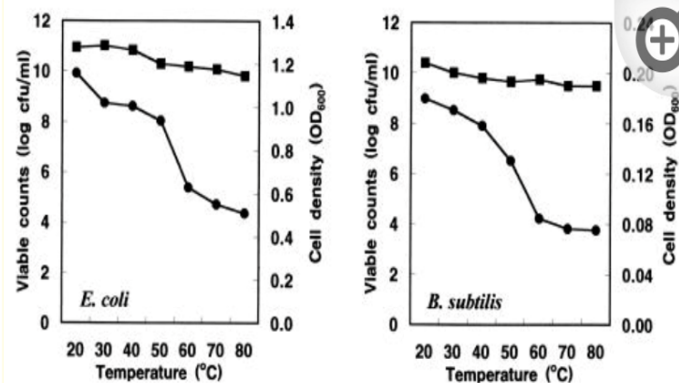 12
10
8
6
4
2
0
Viable counts (log cfu/ml)
1.4
1.2
1.0
0.8
0.6
0.4
0.2
0.0
Cell density (OD600)
E. coli
20 30 40 50 60 70 80
Temperature (°C)
12
10
8
6
4
2
0
Viable counts (log cfu/ml)
0.24
0.20
0.16
0.12
0.08
0.04
0.00
Cell density (OD600)
B. subtilis
20 30 40 50 60 70 80
Temperature (°C)